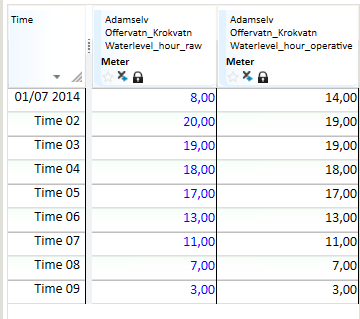 Time
Adamselv
Offervatn_Krokvatn
Waterlevel_hour_raw
Meter
Adamselv
Offervatn_Krokvatn
Waterlevel_hour_operative
Meter
01/07 2014 8,00 14,00
Time 02 20,00 19,00
Time 03 19,00 19,00
Time 04 18,00 18,00
Time 05 17,00 17,00
Time 06 13,00 13,00
Time 07 11,00 11,00
Time 08 7,00 7,00
Time 09 3,00 3,00